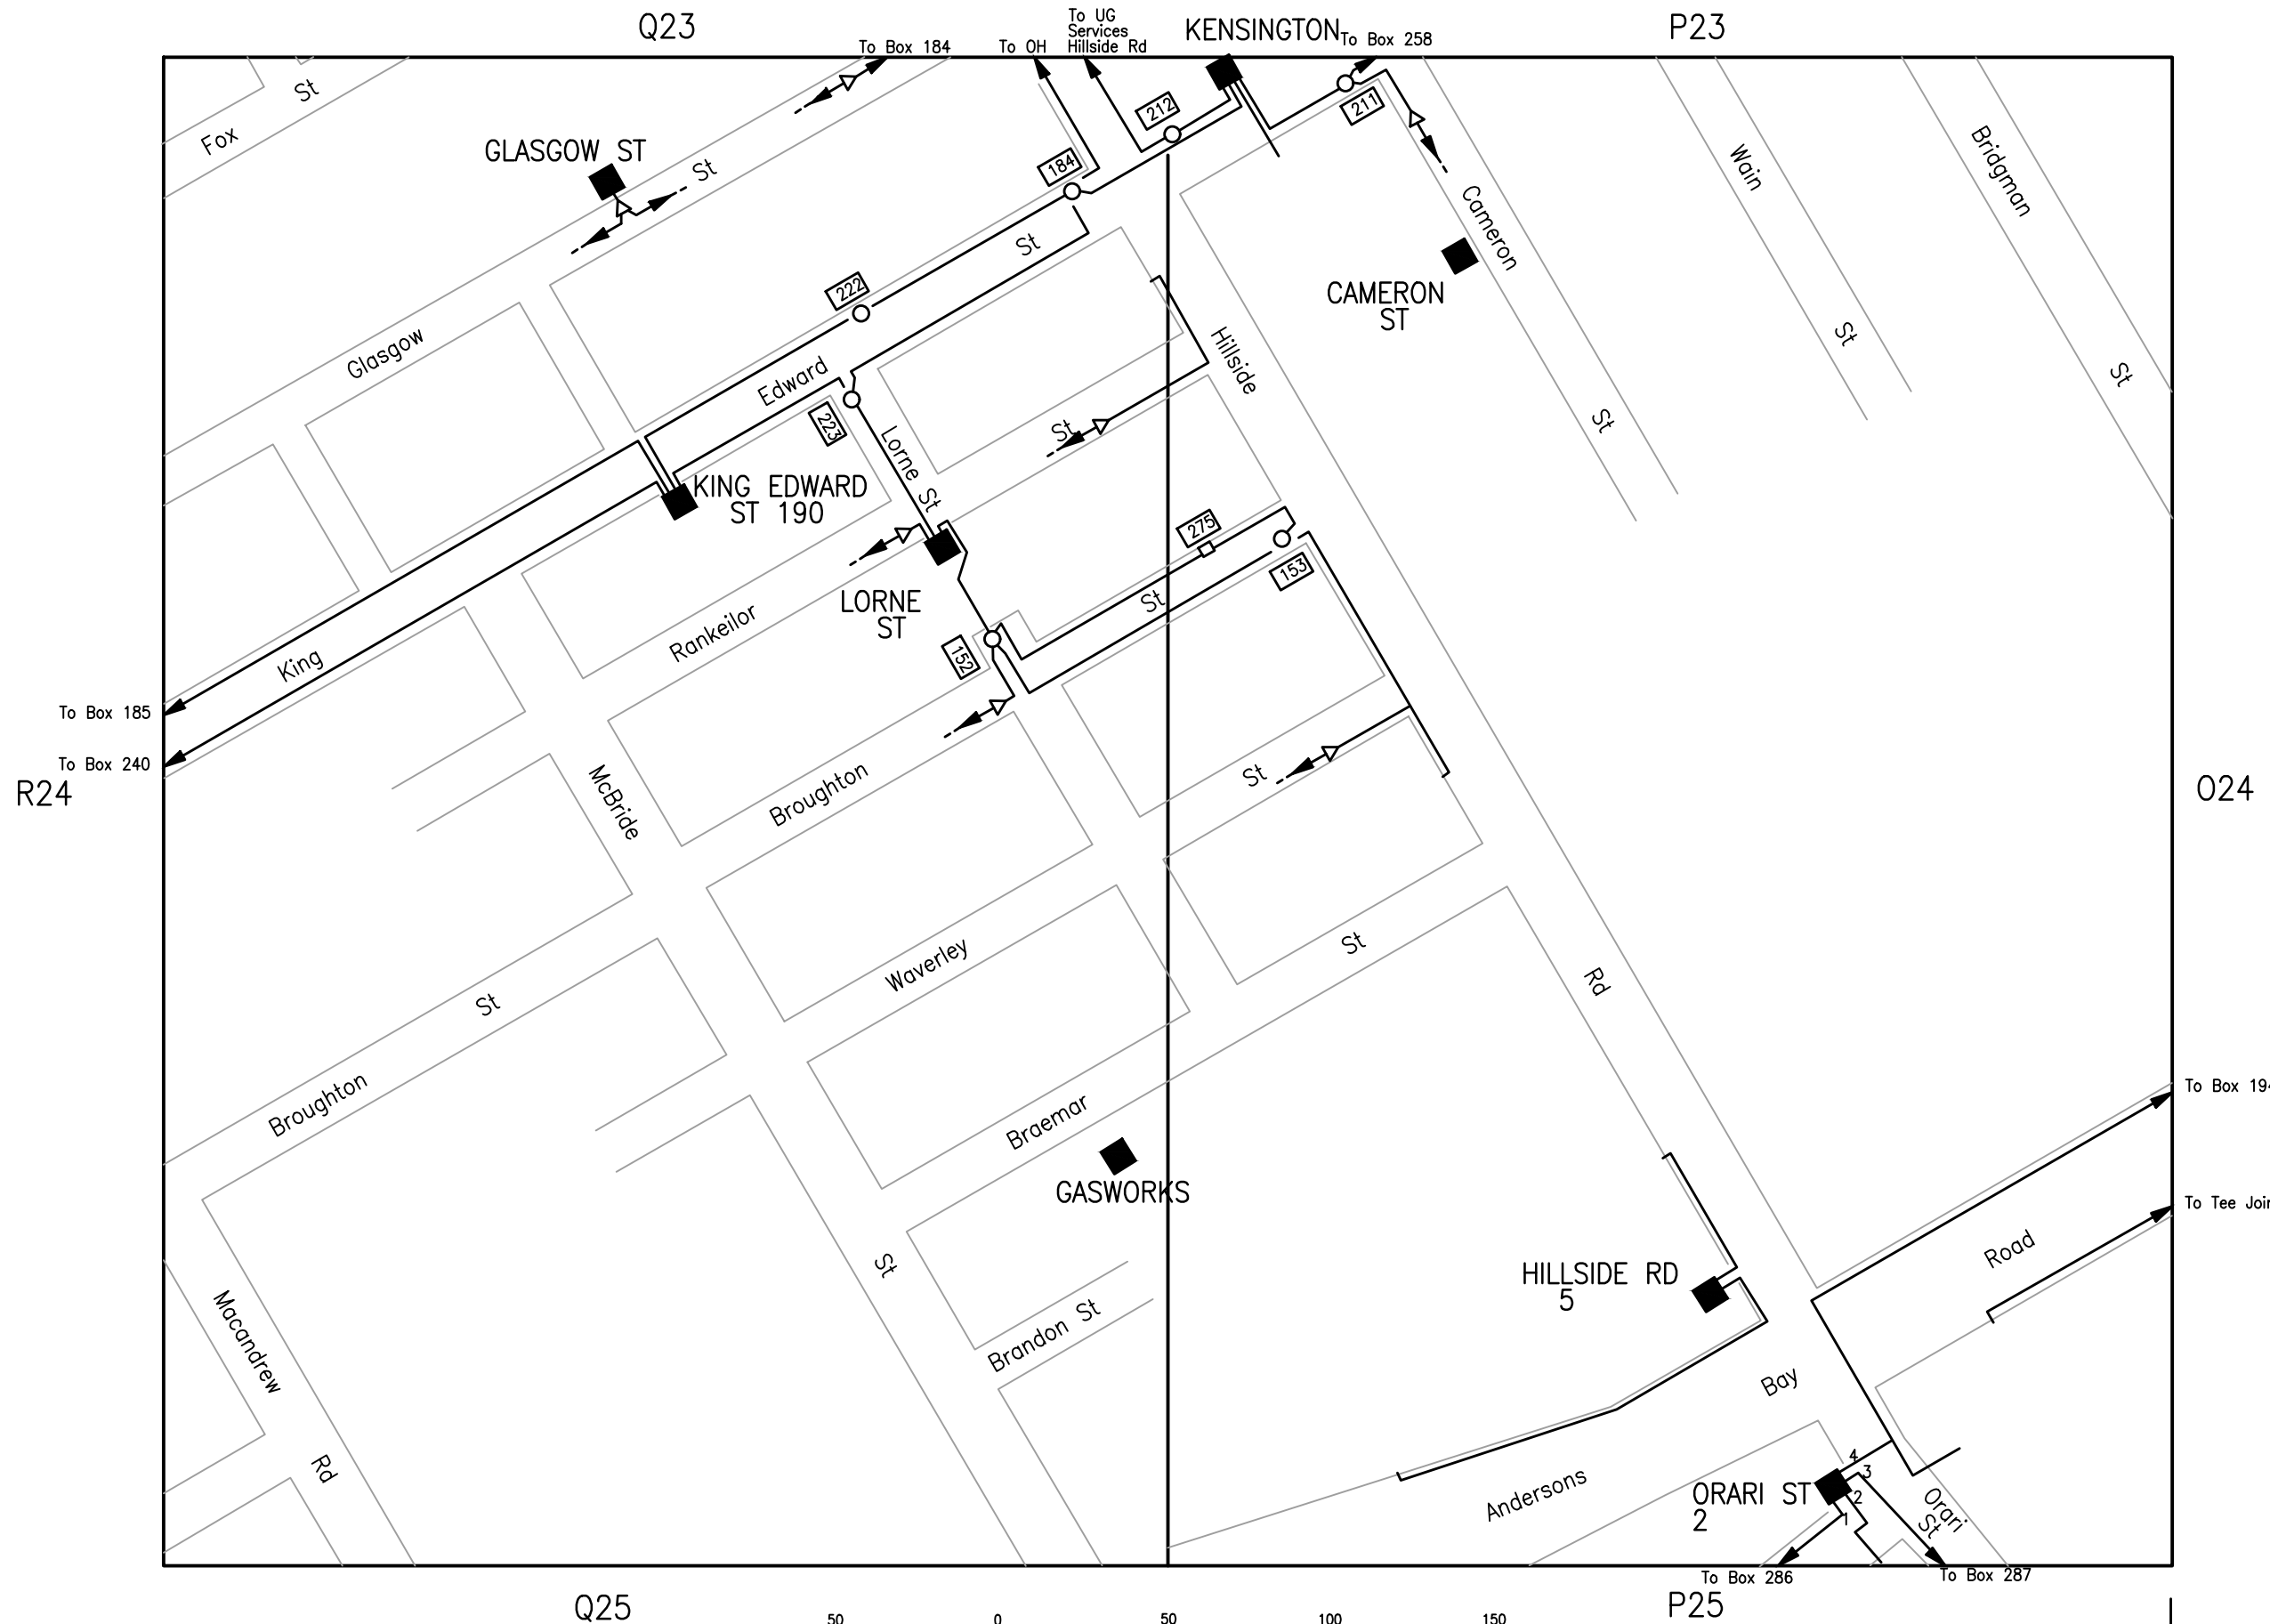 Q23
To UG
Services
Hillside Rd
KENSINGTON
P23
To Box 184
To OH
To Box 258
St
Fox
212
211
GLASGOW ST
St
184
Wain
Bridgman
Cameron
St
222
CAMERON
ST
Glasgow
Edward
Hillside
St
St
223
St
Lorne St
St
KING EDWARD
ST 190
275
153
LORNE
ST
St
Rankeilor
152
King
To Box 185
To Box 240
R24
McBride
Broughton
St
O24
Waverley
St
St
Rd
Broughton
To Box 194
Braemar
GASWORKS
To Tee Join
Road
St
HILLSIDE RD
5
Macandrew
Brandon St
Bay
Rd
4
3
Andersons
ORARI ST
2
2
1
Orari
St
To Box 286
To Box 287
Q25
P25
50
0
50
100
150